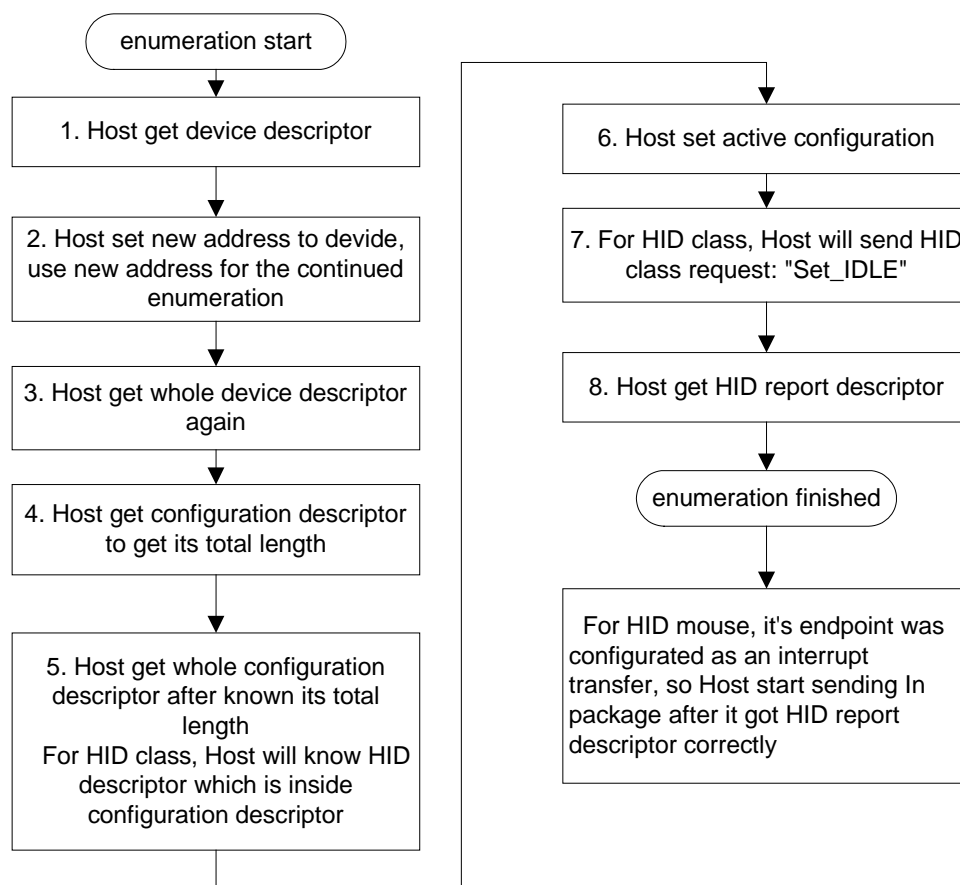 enumeration start
1. Host get device descriptor
2. Host set new address to devide,
use new address for the continued
enumeration
3. Host get whole device descriptor
again
4. Host get configuration descriptor
to get its total length
5. Host get whole configuration
descriptor after known its total
length
For HID class, Host will know HID
descriptor which is inside
configuration descriptor
6. Host set active configuration
7. For HID class, Host will send HID
class request: "Set_IDLE"
8. Host get HID report descriptor
enumeration finished
For HID mouse, it's endpoint was
configurated as an interrupt
transfer, so Host start sending In
package after it got HID report
descriptor correctly